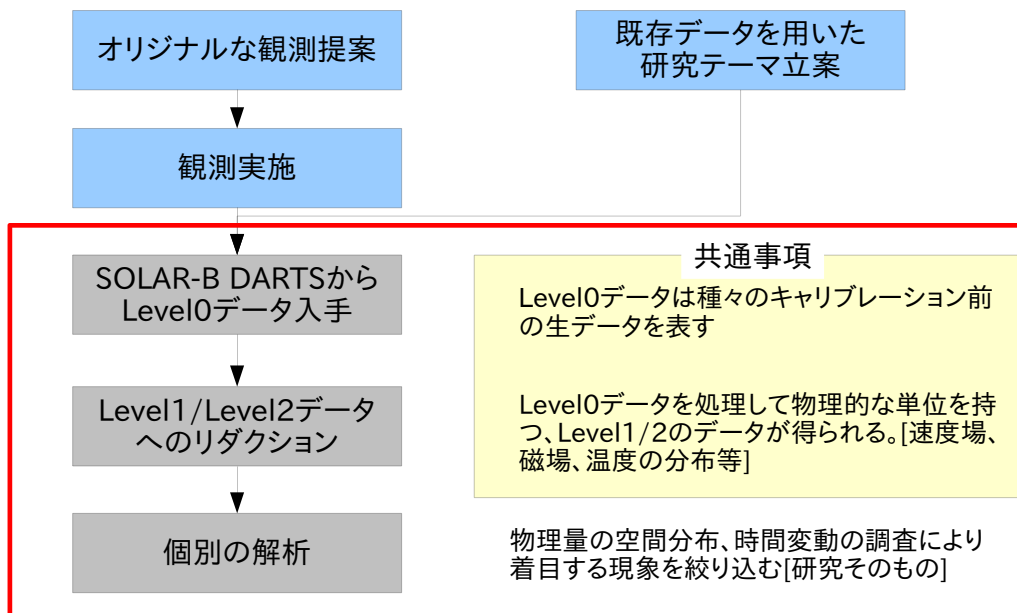 オリジナルな観測提案
既存データを用いた
研究テーマ立案
観測実施
SOLAR-B DARTSから
Level0データ入手
共通事項
Level0データは種々のキャリブレーション前
の生データを表す
Level1/Level2データ
へのリダクション
Level0データを処理して物理的な単位を持
つ、Level1/2のデータが得られる。[速度場、
磁場、温度の分布等]
個別の解析
物理量の空間分布、時間変動の調査により
着目する現象を絞り込む[研究そのもの]